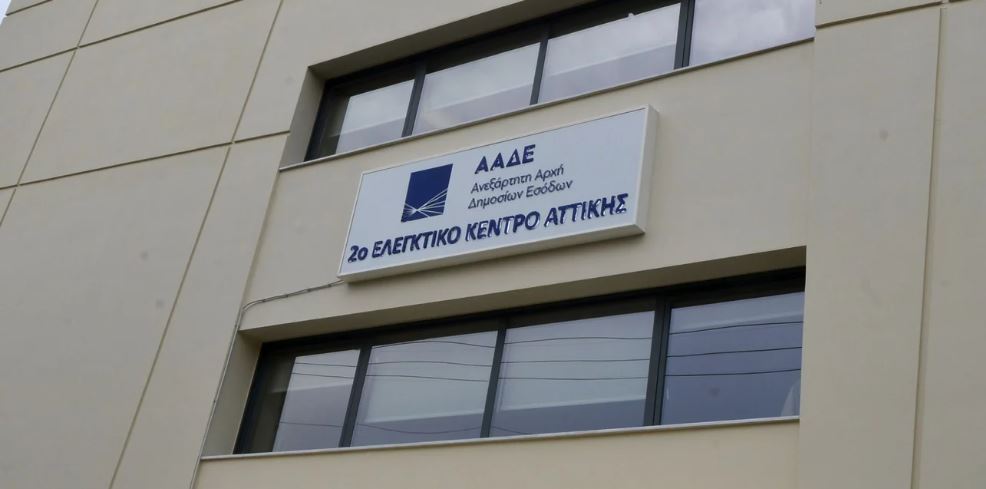 ΑΑΔΕ
Ανεξάρτητη Αρχή
Δημοσίων Εσόδων
2ο ΕΛΕΓΚΤΙΚΟ ΚΕΝΤΡΟ ΑΤΤΙΚΗΣ